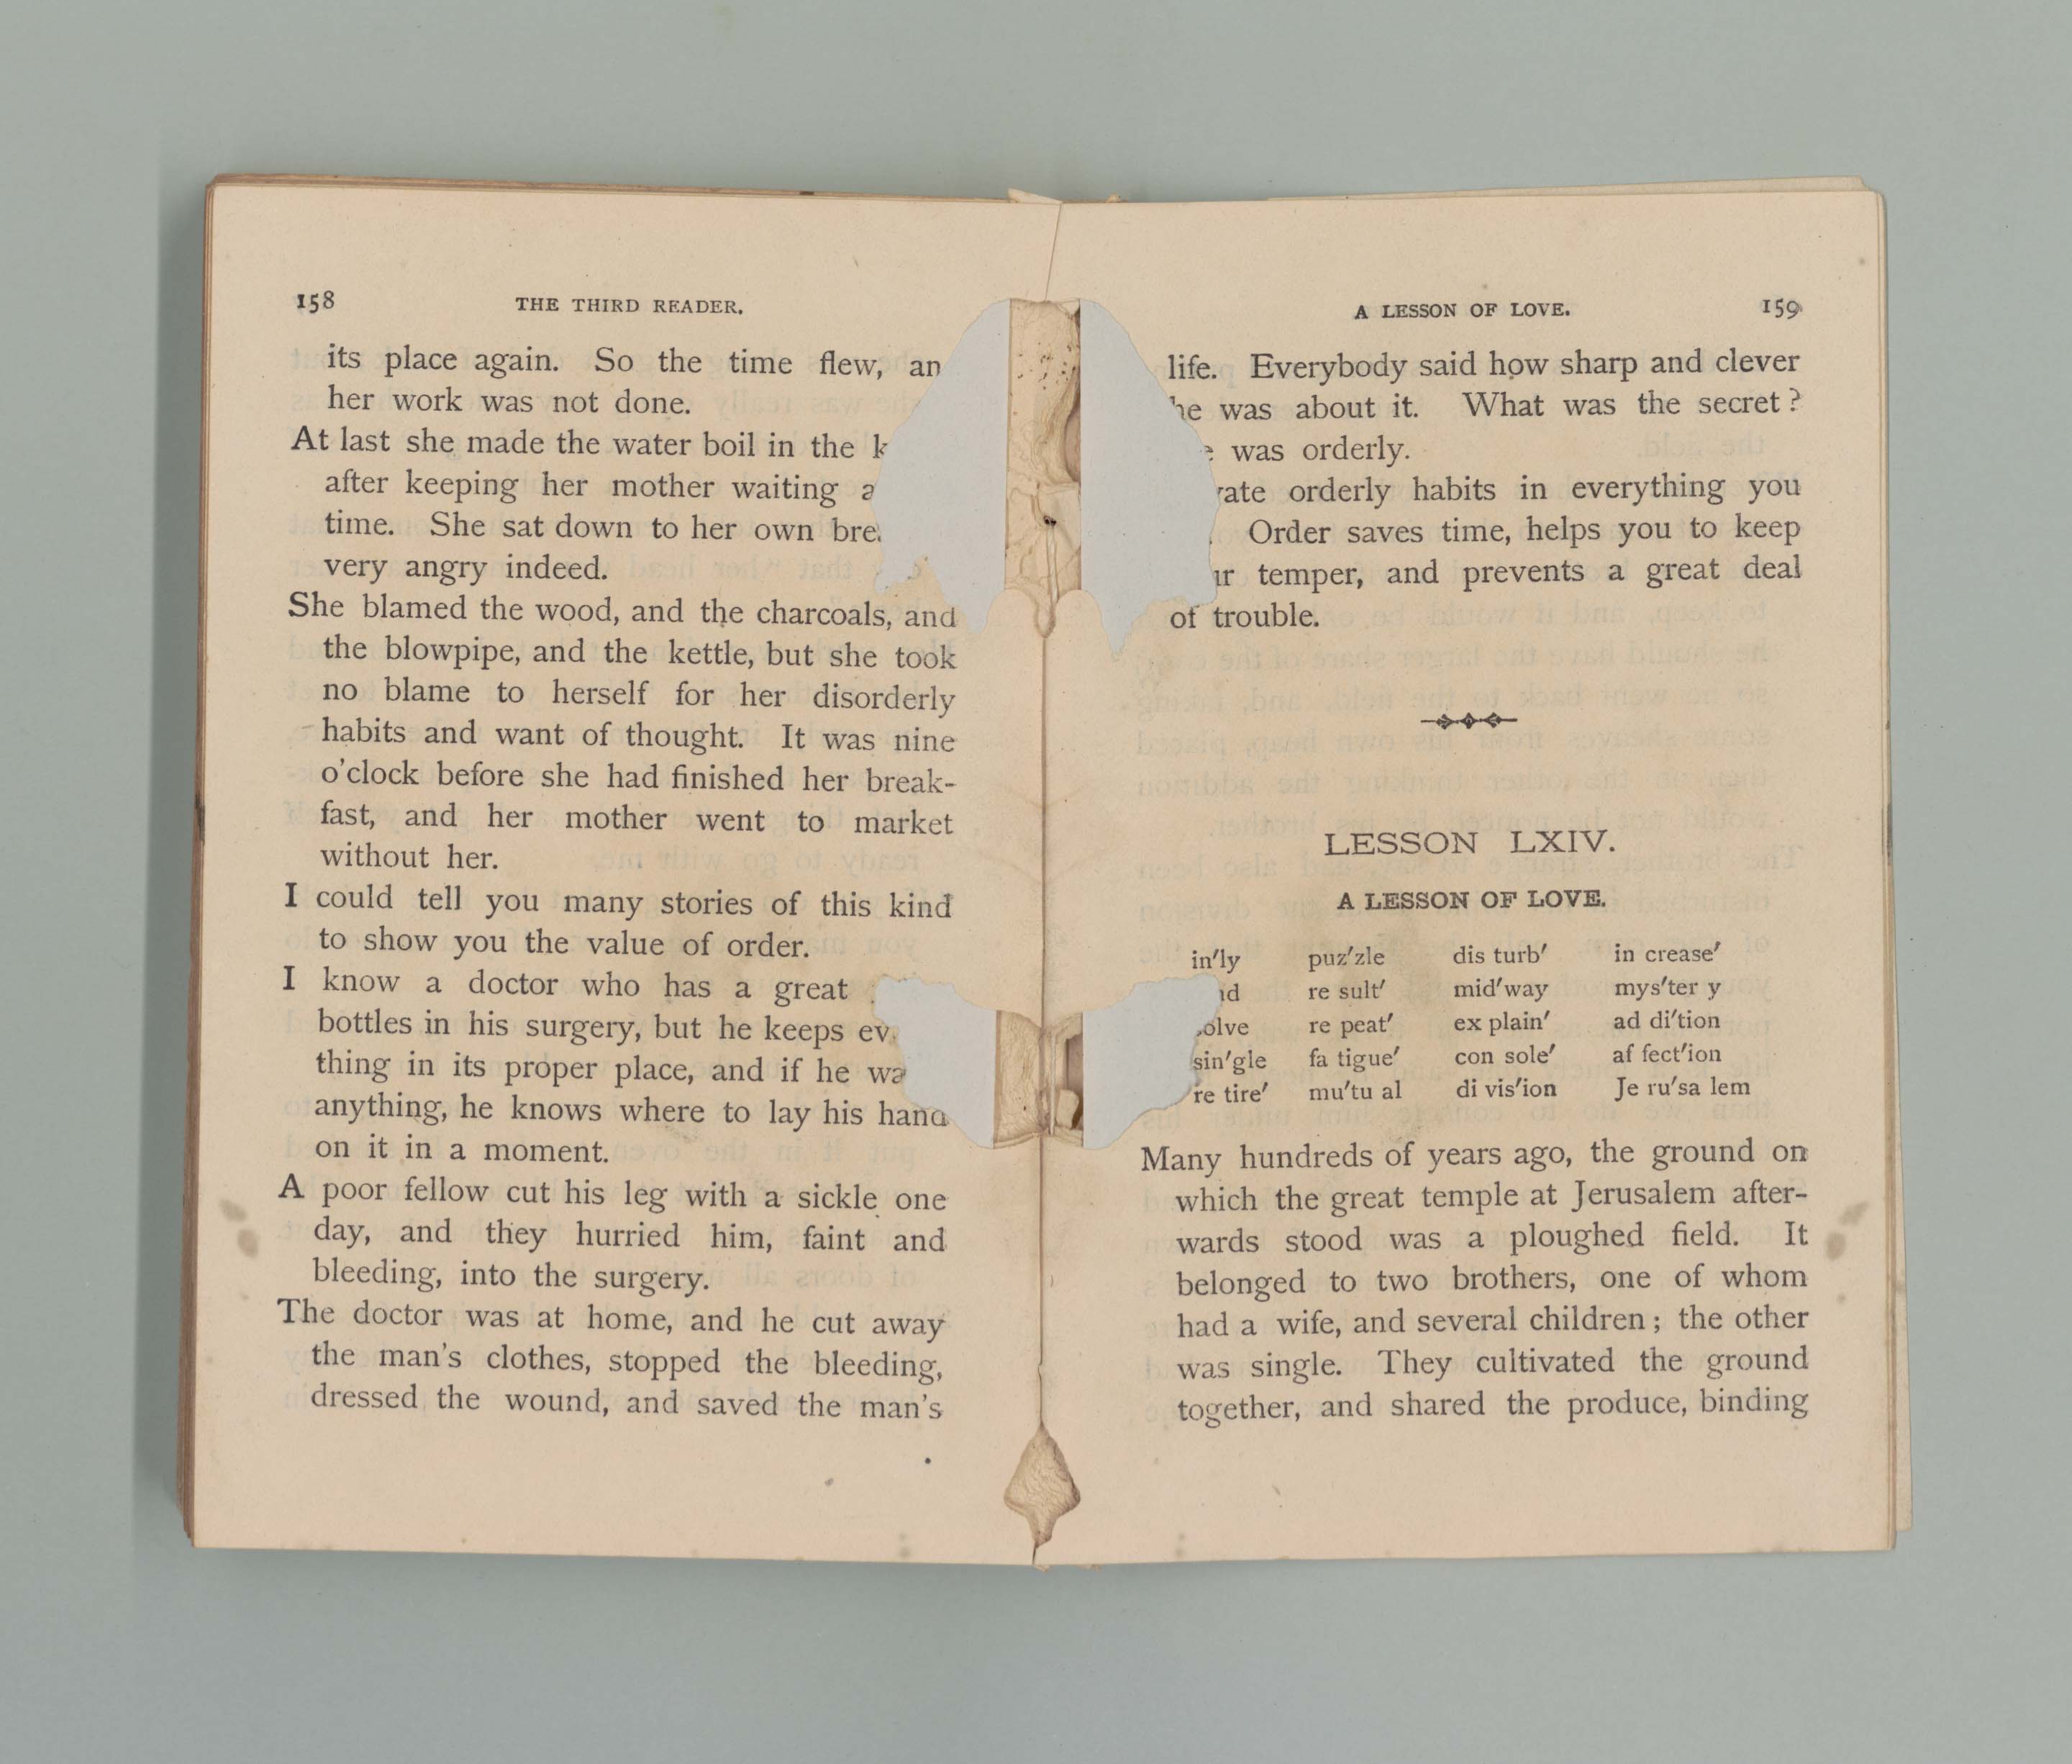 158 THE THIRD READER.
its place again. So the time flew,
her work was not done.
At last she made the water boil in the
after keeping her mother waiting
time. She sat down to her own
very angry indeed.
She blamed the wood, and the charcoals, and
the blowpipe, and the kettle, but she took
no blame to herself for her disorderly
habits and want of thought. It was nine
o'clock before she had finished her break-
fast, and her mother went to market
without her.
I could tell you many stories of this kind
to show you the value of order.
I know a doctor who has a great
bottles in his surgery, but he keeps
thing in its proper place, and if he
anything, he knows where to lay his hand
on it in a moment.
A poor fellow cut his leg with a sickle one
day, and they hurried him, faint and
bleeding, into the surgery.
The doctor was at home, and he cut away
the man's clothes, stopped the bleeding,
dressed the wound, and saved the man's
A LESSON OF LOVE. 159
life. Everybody said how sharp and clever
he was about it. What was the secret?
was orderly.
orderly habits in everything you
Order saves time, helps you to keep
temper, and prevents a great deal
of trouble.
LESSON LXIV.
A LESSON OF LOVE.
in'ly puz'zle dis turb' in crease'
re sult' mid'way mys'ter y
re peat' ex plain' ad di'tion
sin'gle fa tigue' con sole' af fect'ion
re tire' mu'tu al di vis'ion Je ru'sa lem
Many hundreds of years ago, the ground on
which the great temple at Jerusalem after-
wards stood was a ploughed field. It
belonged to two brothers, one of whom
had a wife, and several children; the other
was single. They cultivated the ground
together, and shared the produce, binding